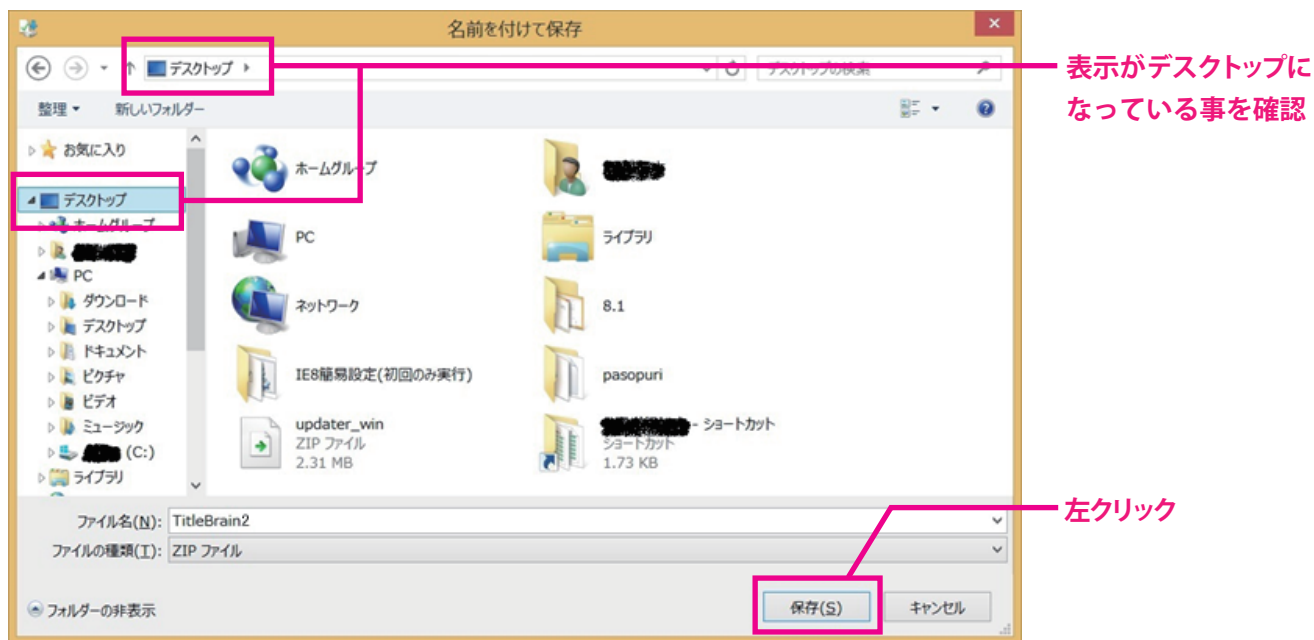 名前を付けて保存
デスクトップ
デスクトップの検索
表示がデスクトップに
なっている事を確認
整理
新しいフォルダー
お気に入り
デスクトップ
ホームグループ
PC
ダウンロード
デスクトップ
ドキュメント
ピクチャ
ビデオ
ミュージック
(C:)
ライブラリ
ホームグループ
PC
ライブラリ
ネットワーク
8.1
IE8簡易設定(初回のみ実行)
pasopuri
updater_win
ZIP ファイル
2.31 MB
- ショートカット
ショートカット
1.73 KB
ファイル名(N): TitleBrain2
ファイルの種類(T): ZIP ファイル
左クリック
フォルダーの非表示
保存(S)
キャンセル